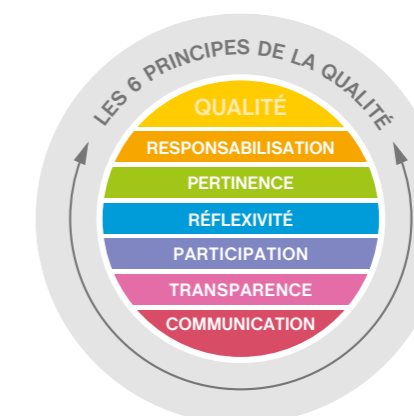 LES 6 PRINCIPES DE LA QUALITÉ
QUALITÉ
RESPONSABILISATION
PERTINENCE
RÉFLEXIVITÉ
PARTICIPATION
TRANSPARENCE
COMMUNICATION